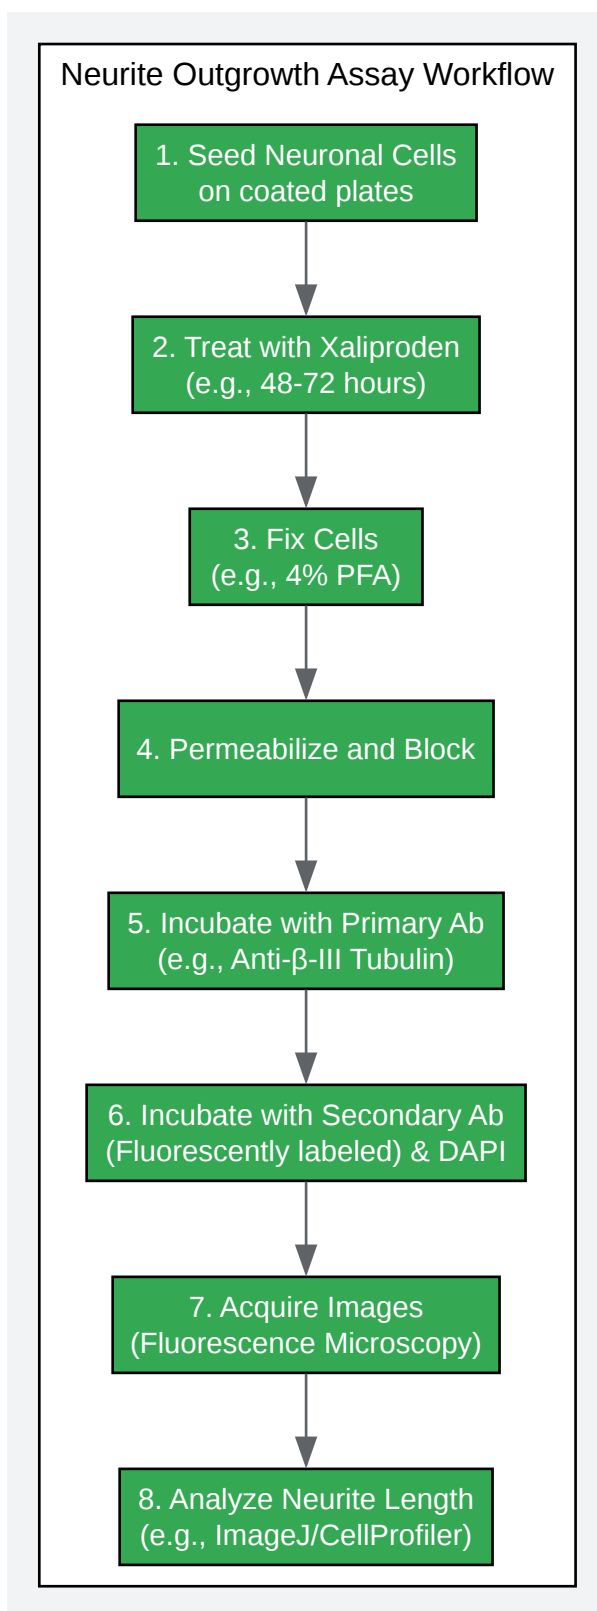 Neurite Outgrowth Assay Workflow
1. Seed Neuronal Cells
on coated plates
2. Treat with Xaliproden
(e.g., 48-72 hours)
3. Fix Cells
(e.g., 4% PFA)
4. Permeabilize and Block
5. Incubate with Primary Ab
(e.g., Anti-β-III Tubulin)
6. Incubate with Secondary Ab
(Fluorescently labeled) & DAPI
7. Acquire Images
(Fluorescence Microscopy)
8. Analyze Neurite Length
(e.g., ImageJ/CellProfiler)